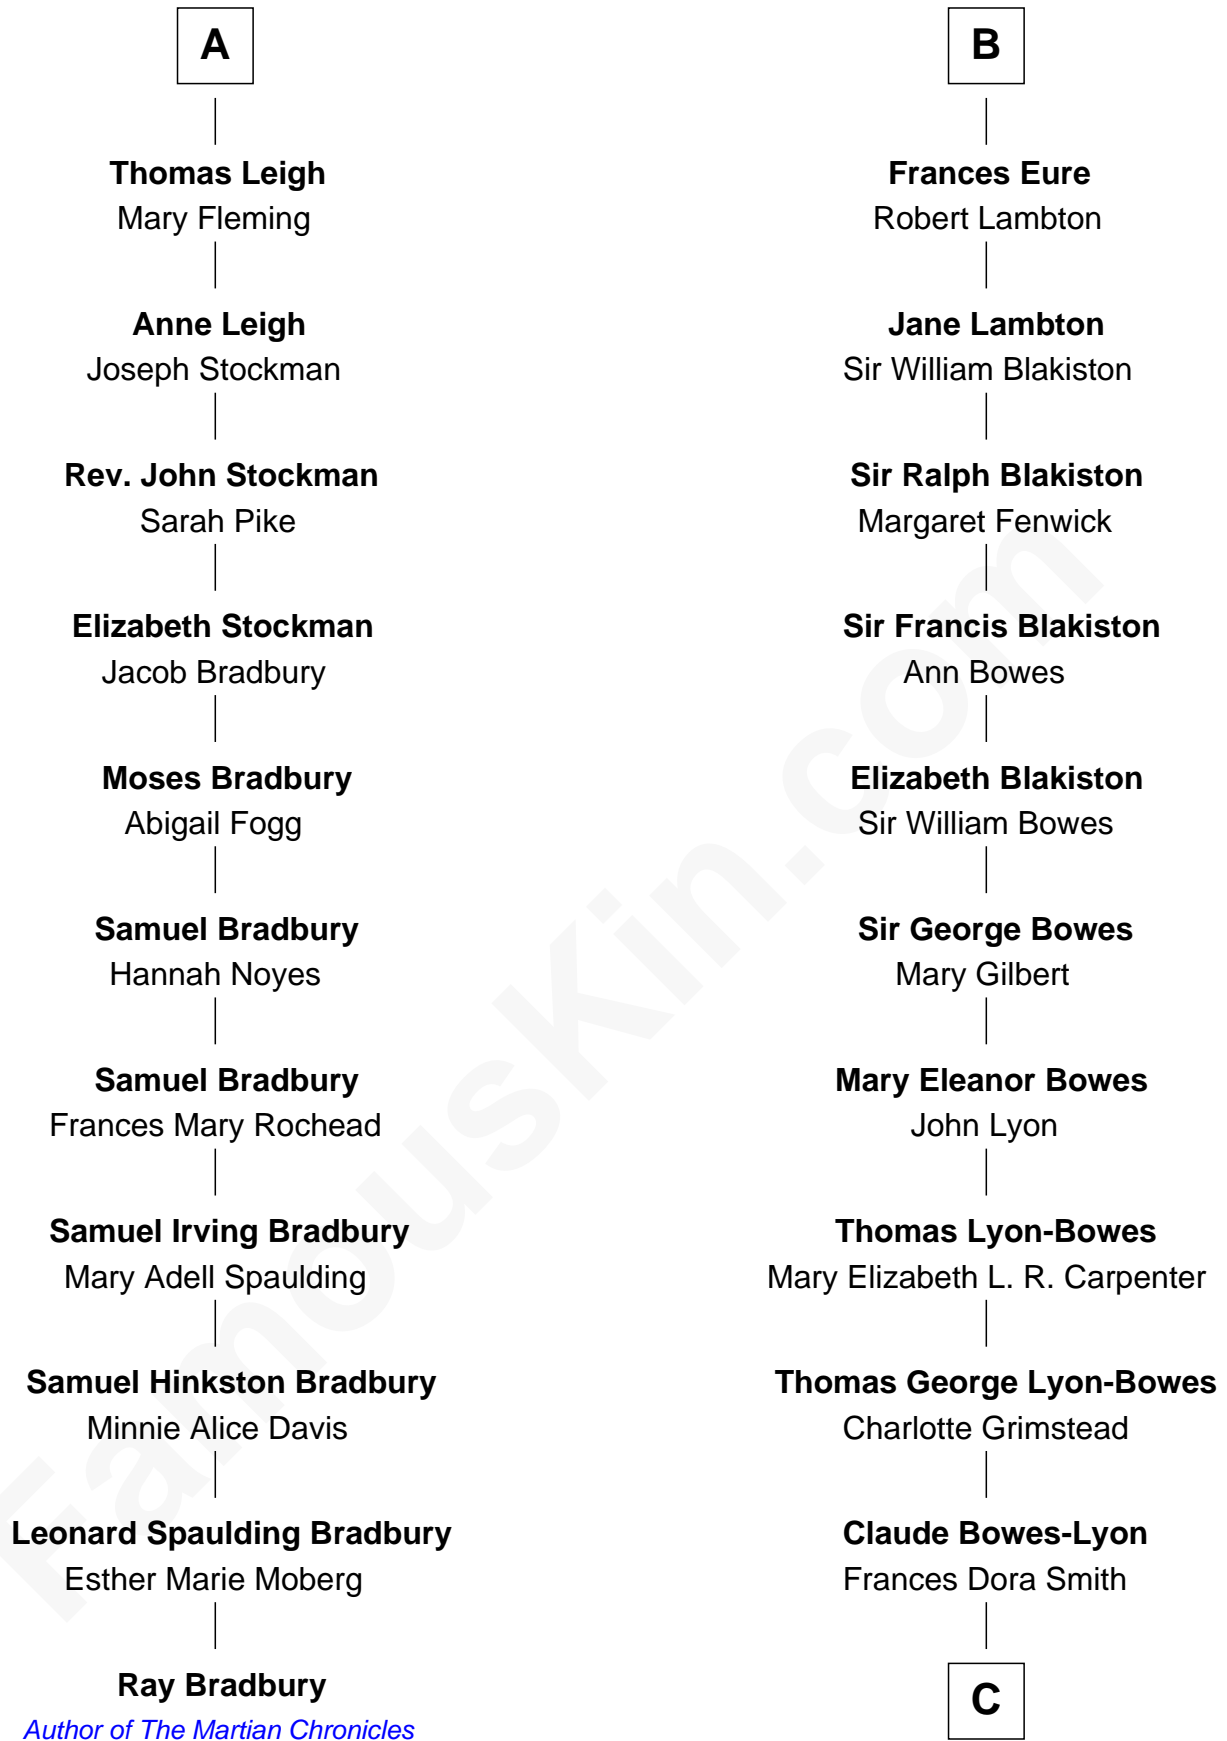 A
Thomas Leigh
Mary Fleming
Anne Leigh
Joseph Stockman
Rev. John Stockman
Sarah Pike
Elizabeth Stockman
Jacob Bradbury
Moses Bradbury
Abigail Fogg
Samuel Bradbury
Hannah Noyes
Samuel Bradbury
Frances Mary Rochead
Samuel Irving Bradbury
Mary Adell Spaulding
Samuel Hinkston Bradbury
Minnie Alice Davis
Leonard Spaulding Bradbury
Esther Marie Moberg
Ray Bradbury
Author of The Martian Chronicles
B
Frances Eure
Robert Lambton
Jane Lambton
Sir William Blakiston
Sir Ralph Blakiston
Margaret Fenwick
Sir Francis Blakiston
Ann Bowes
Elizabeth Blakiston
Sir William Bowes
Sir George Bowes
Mary Gilbert
Mary Eleanor Bowes
John Lyon
Thomas Lyon-Bowes
Mary Elizabeth L. R. Carpenter
Thomas George Lyon-Bowes
Charlotte Grimstead
Claude Bowes-Lyon
Frances Dora Smith
C
FamousKin.com